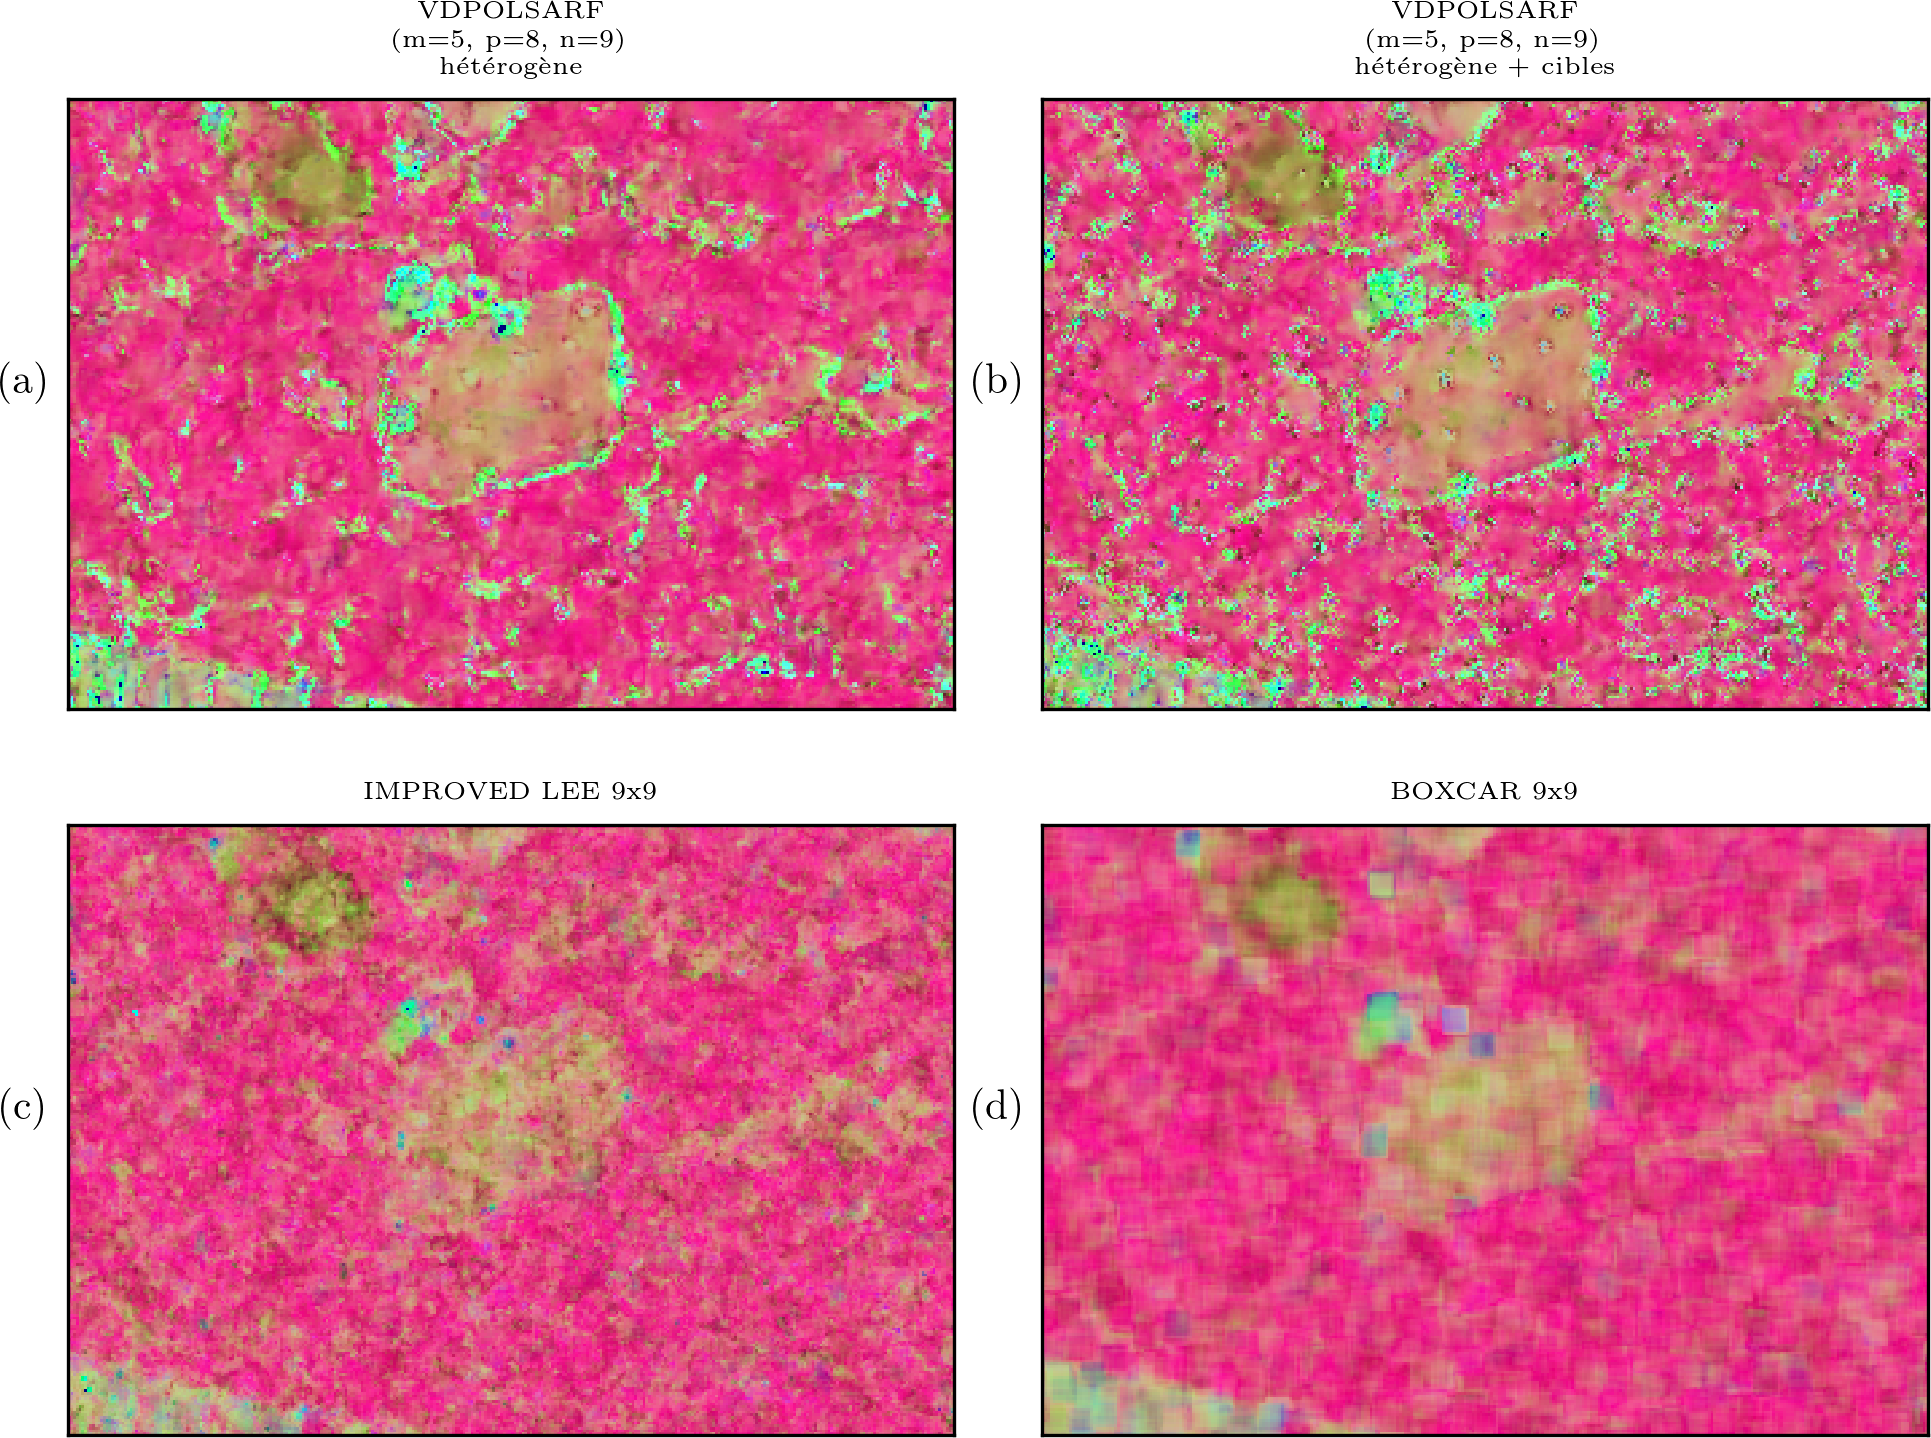 VDPOLSARF
(m=5, p=8, n=9)
hétérogène
VDPOLSARF
(m=5, p=8, n=9)
hétérogène + cibles
(a)
(b)
IMPROVED LEE 9x9
BOXCAR 9x9
(c)
(d)